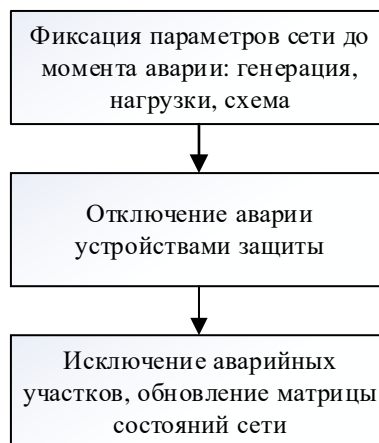 Фиксация параметров сети до
момента аварии: генерация,
нагрузки, схема
Отключение аварии
устройствами защиты
Исключение аварийных
участков, обновление матрицы
состояний сети